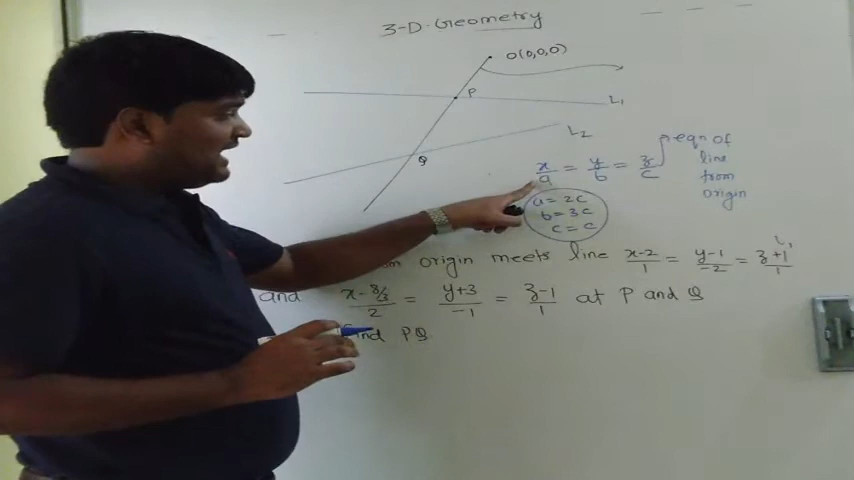 3-D-Geometry
O(0,0,0)
P
L₁
L₂
Q
x/a = y/b = z/c
eqn of
line
from
origin
a = 2c
b = 3c
c = c
origin meets line x-2/1 = y-1/-2 = z+1/1 L₁
and x-8/3/2 = y+3/-1 = z-1/1 at P and Q
find PQ